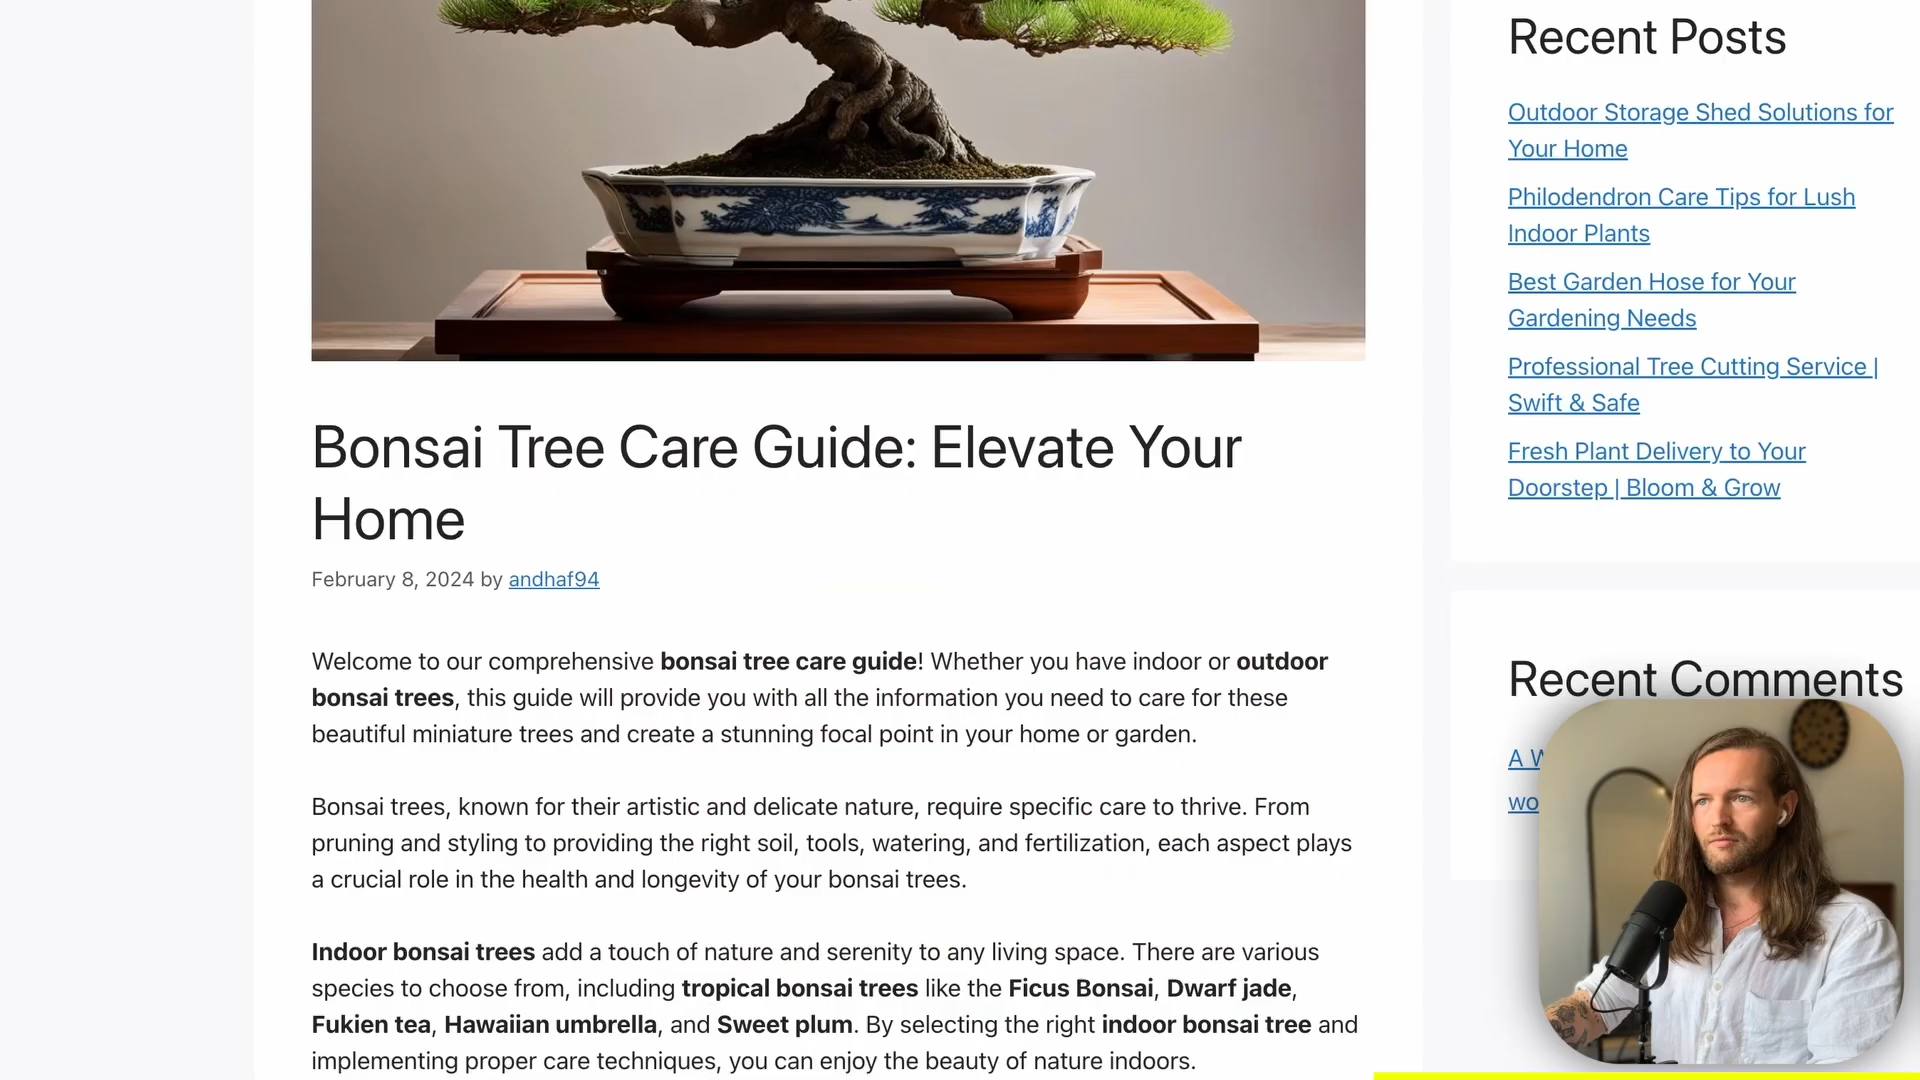 Bonsai Tree Care Guide: Elevate Your
Home
February 8, 2024 by andhaf94
Welcome to our comprehensive bonsai tree care guide! Whether you have indoor or outdoor
bonsai trees, this guide will provide you with all the information you need to care for these
beautiful miniature trees and create a stunning focal point in your home or garden.
Bonsai trees, known for their artistic and delicate nature, require specific care to thrive. From
pruning and styling to providing the right soil, tools, watering, and fertilization, each aspect plays
a crucial role in the health and longevity of your bonsai trees.
Indoor bonsai trees add a touch of nature and serenity to any living space. There are various
species to choose from, including tropical bonsai trees like the Ficus Bonsai, Dwarf jade,
Fukien tea, Hawaiian umbrella, and Sweet plum. By selecting the right indoor bonsai tree and
implementing proper care techniques, you can enjoy the beauty of nature indoors.
Recent Posts
Outdoor Storage Shed Solutions for
Your Home
Philodendron Care Tips for Lush
Indoor Plants
Best Garden Hose for Your
Gardening Needs
Professional Tree Cutting Service |
Swift & Safe
Fresh Plant Delivery to Your
Doorstep | Bloom & Grow
Recent Comments
A